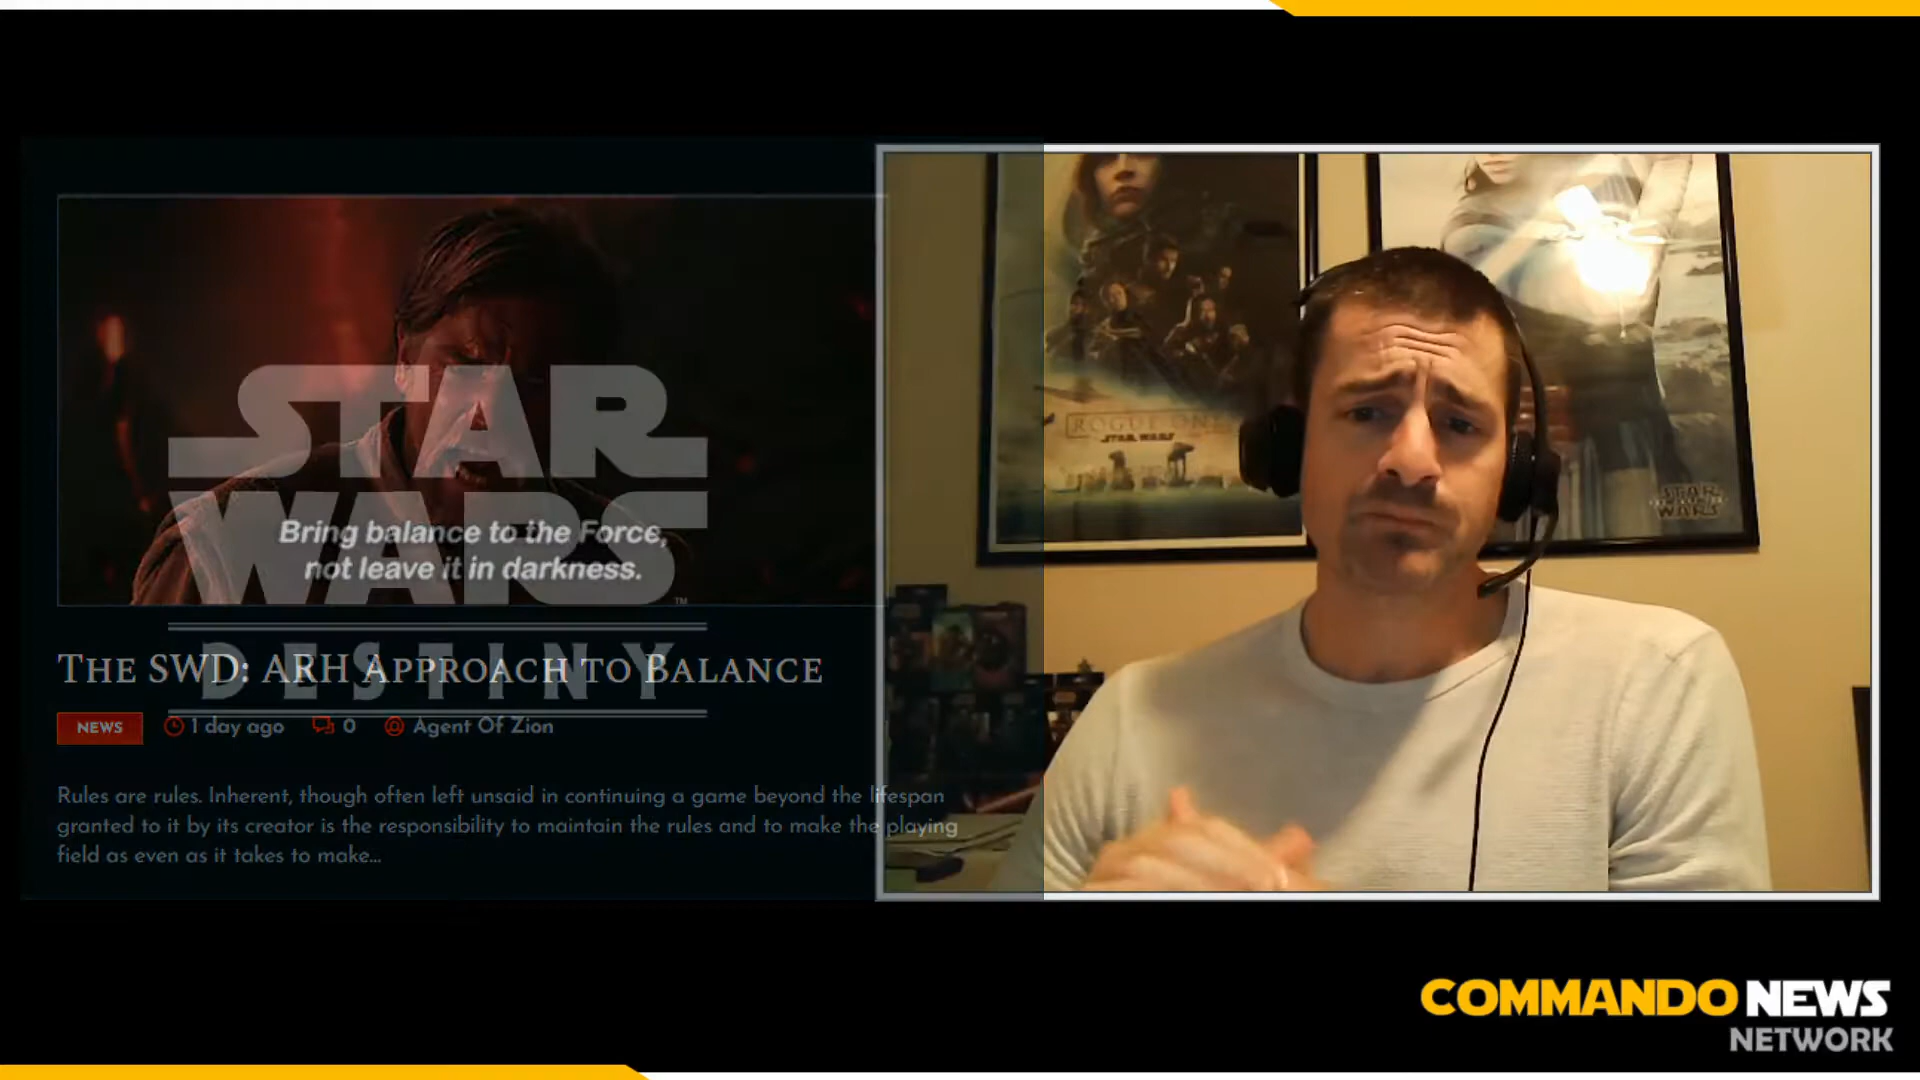 STAR
WARS
TM
DESTINY
Bring balance to the Force,
not leave it in darkness.
THE SWD: ARH APPROACH TO BALANCE
NEWS 1 day ago 0 Agent Of Zion
Rules are rules. Inherent, though often left unsaid in continuing a game beyond the lifespan
granted to it by its creator is the responsibility to maintain the rules and to make the playing
field as even as it takes to make...
ROGUE ONE
STAR WARS
STAR
WARS
COMMANDO NEWS
NETWORK